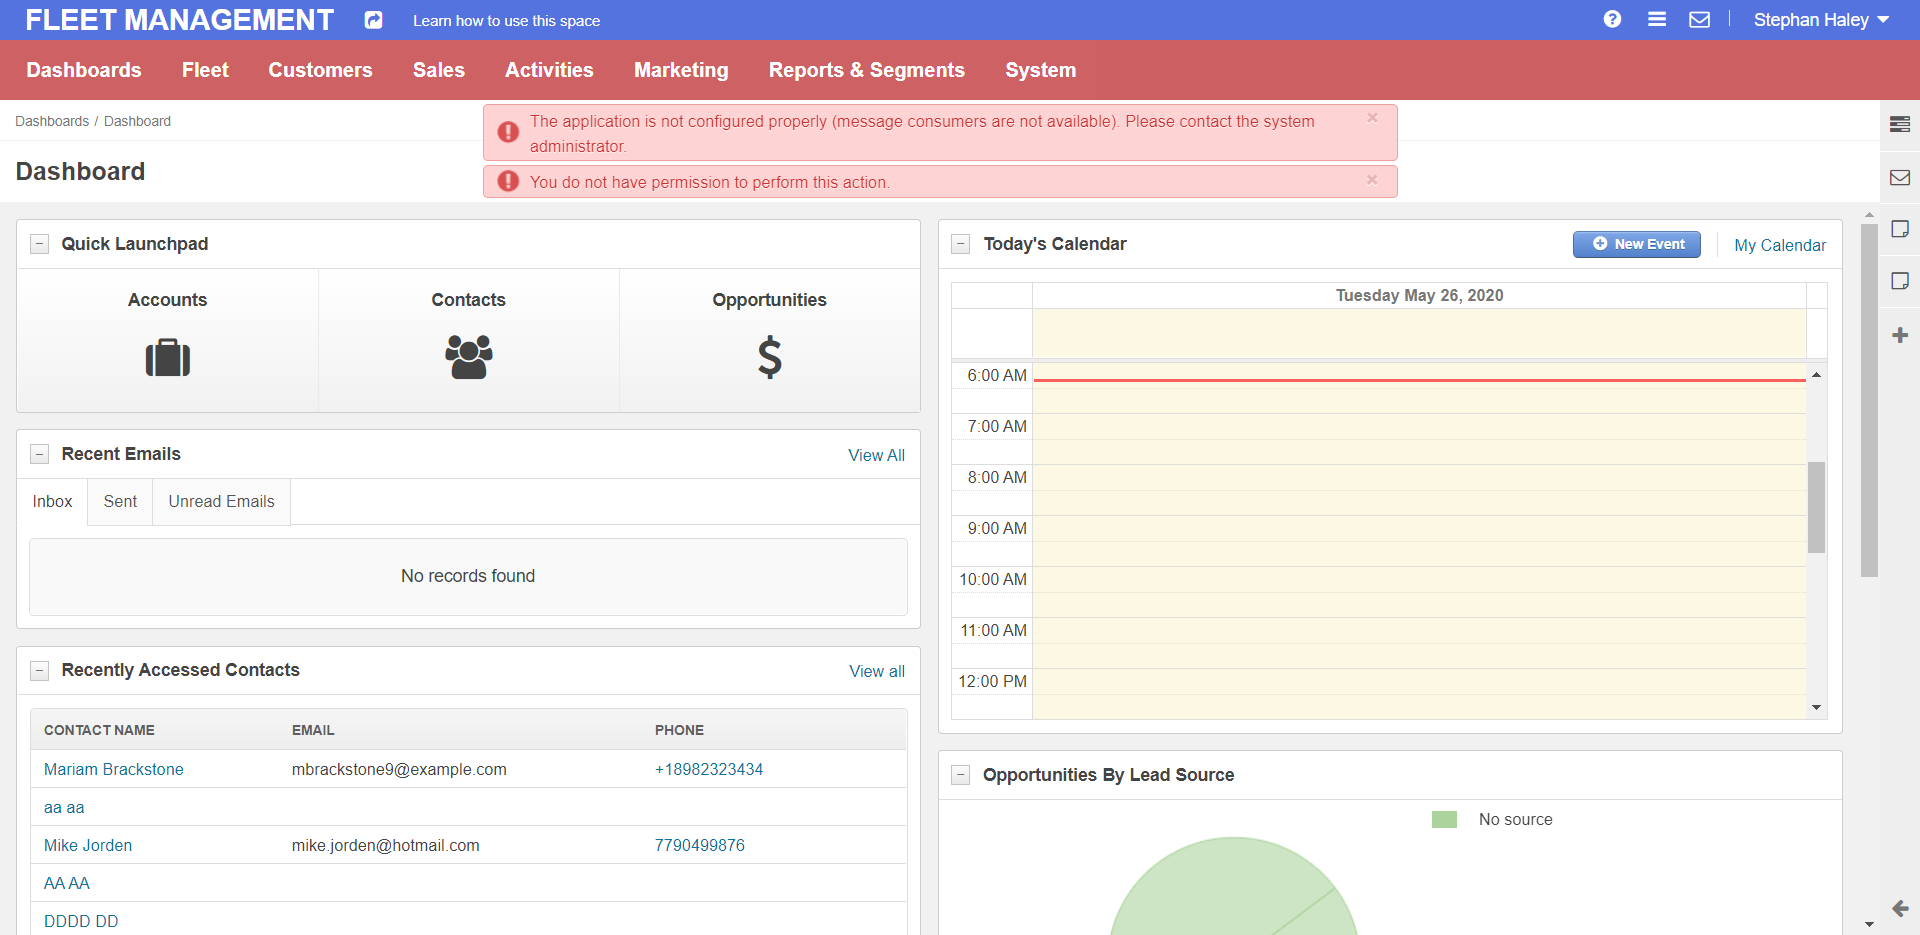 FLEET MANAGEMENT
Learn how to use this space
Stephan Haley
Dashboards
Fleet
Customers
Sales
Activities
Marketing
Reports & Segments
System
Dashboards / Dashboard
The application is not configured properly (message consumers are not available). Please contact the system
administrator.
You do not have permission to perform this action.
Dashboard
Quick Launchpad
Accounts
Contacts
Opportunities
Recent Emails
View All
Inbox
Sent
Unread Emails
No records found
Recently Accessed Contacts
View all
CONTACT NAME EMAIL PHONE
Mariam Brackstone mbrackstone9@example.com +18982323434
aa aa
Mike Jorden mike.jorden@hotmail.com 7790499876
AA AA
DDDD DD
Today's Calendar
New Event
My Calendar
Tuesday May 26, 2020
6:00 AM
7:00 AM
8:00 AM
9:00 AM
10:00 AM
11:00 AM
12:00 PM
Opportunities By Lead Source
No source